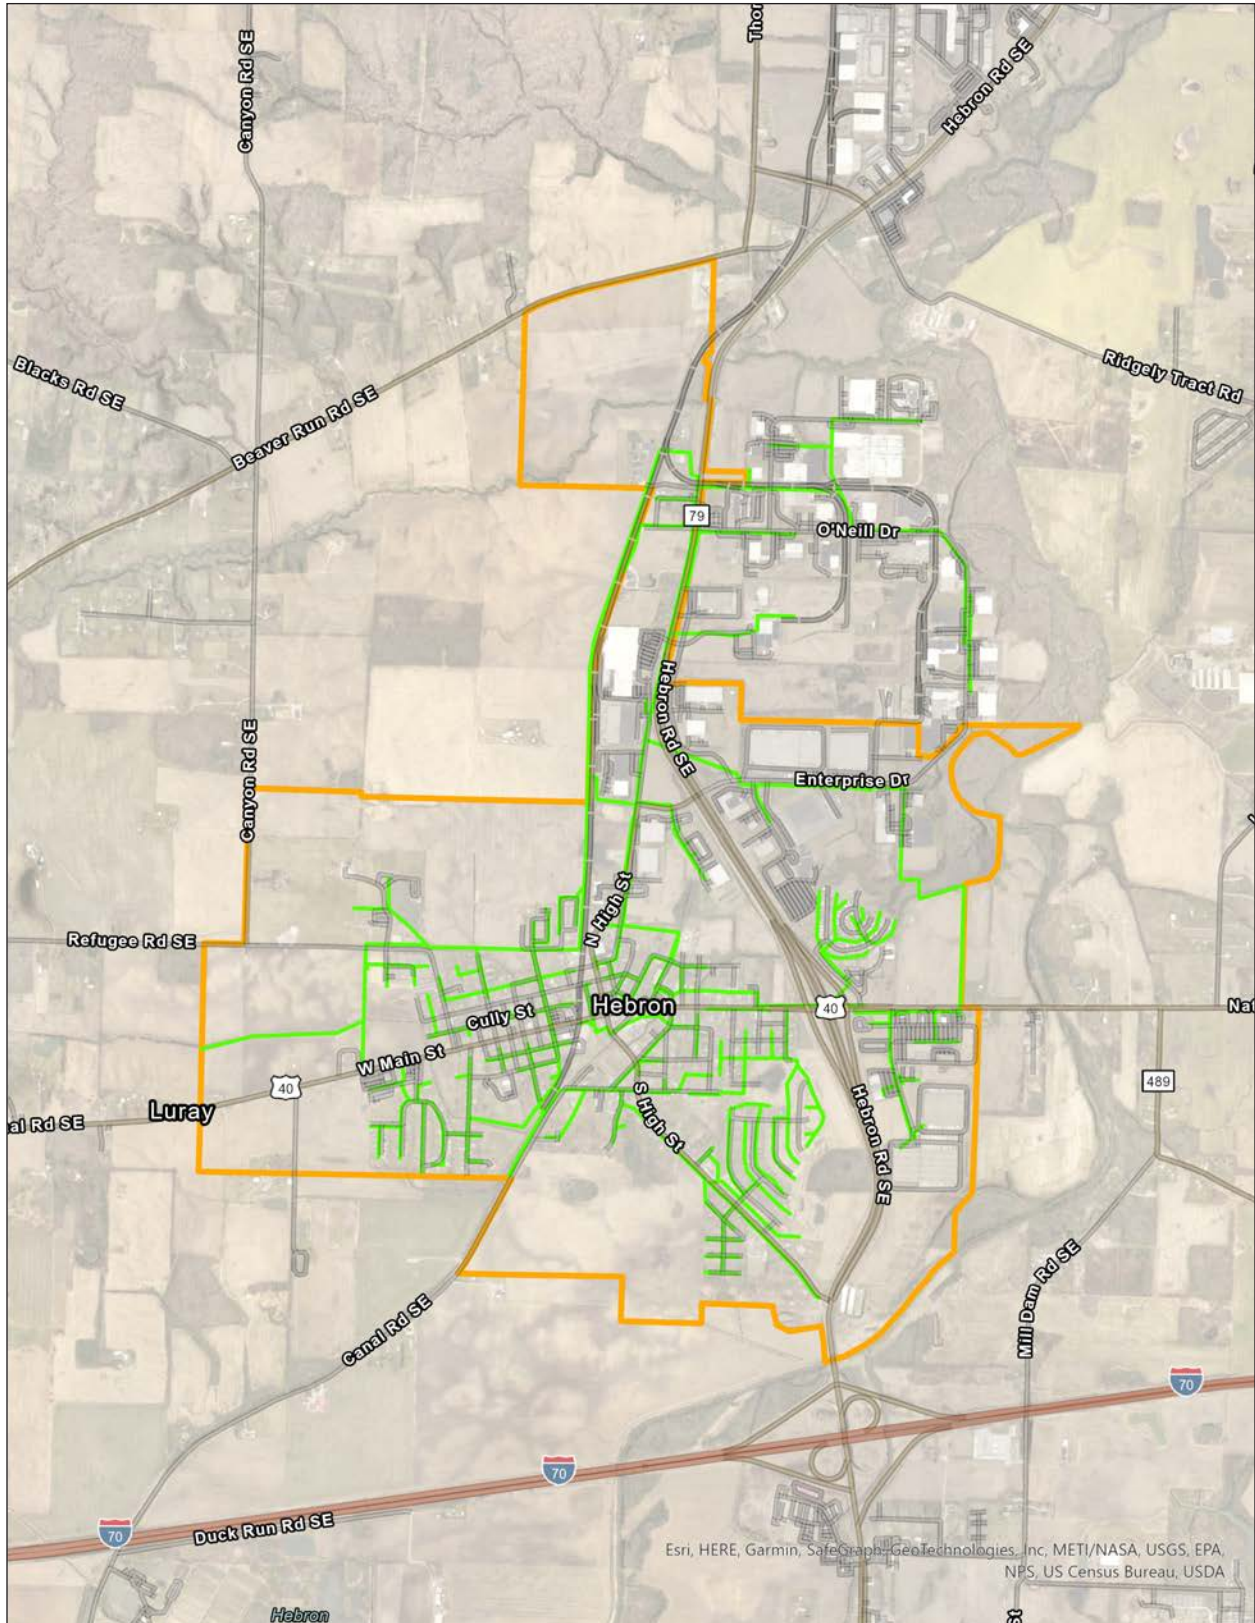 Thor
Canyon Rd SE
Hebron Rd SE
Ridgely Tract Rd
Blacks Rd SE
Beaver Run Rd SE
79
O'Neill Dr
Hebron Rd SE
Canyon Rd SE
Enterprise Dr
N High St
Refugee Rd SE
Hebron
40
Nat
Cully St
W Main St
40
489
Luray
al Rd SE
S High St
Hebron Rd SE
Mill Dam Rd SE
Canal Rd SE
70
70
70
Duck Run Rd SE
Esri, HERE, Garmin, SafeGraph, GeoTechnologies, Inc, METI/NASA, USGS, EPA,
NPS, US Census Bureau, USDA
Hebron
St